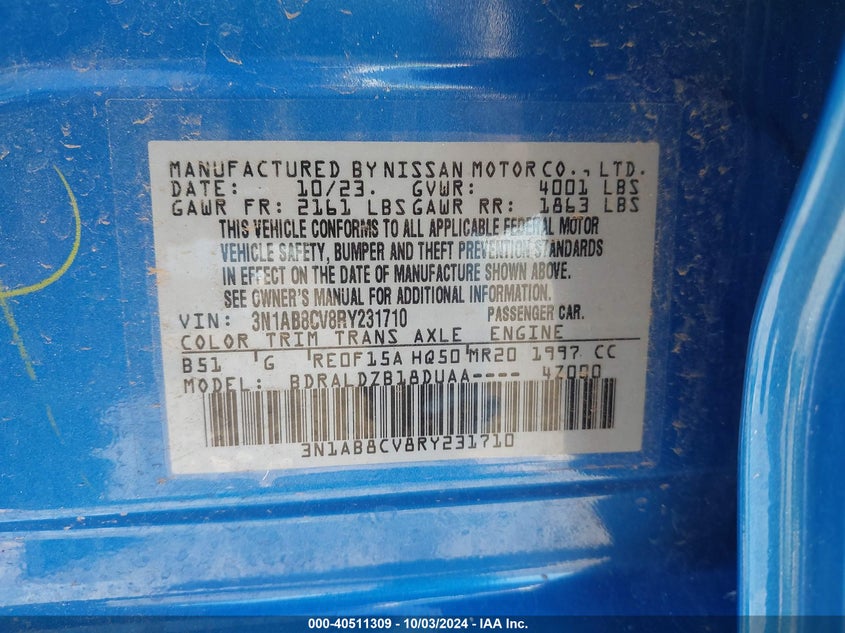 MANUFACTURED BY NISSAN MOTOR CO., LTD.
DATE: 10/23. GVWR: 4001 LBS
GAWR FR: 2161 LBS GAWR RR: 1863 LBS
THIS VEHICLE CONFORMS TO ALL APPLICABLE FEDERAL MOTOR
VEHICLE SAFETY, BUMPER AND THEFT PREVENTION STANDARDS
IN EFFECT ON THE DATE OF MANUFACTURE SHOWN ABOVE.
SEE OWNER'S MANUAL FOR ADDITIONAL INFORMATION.
VIN: 3N1AB8CV8RY231710 PASSENGER CAR.
COLOR TRIM TRANS AXLE ENGINE
B51 G RE0F15A HQ50 MR20 1997 CC
MODEL: BDRALDZB18DUAA---- 4Z000
3N1AB8CV8RY231710
000-40511309 - 10/03/2024 - IAA Inc.